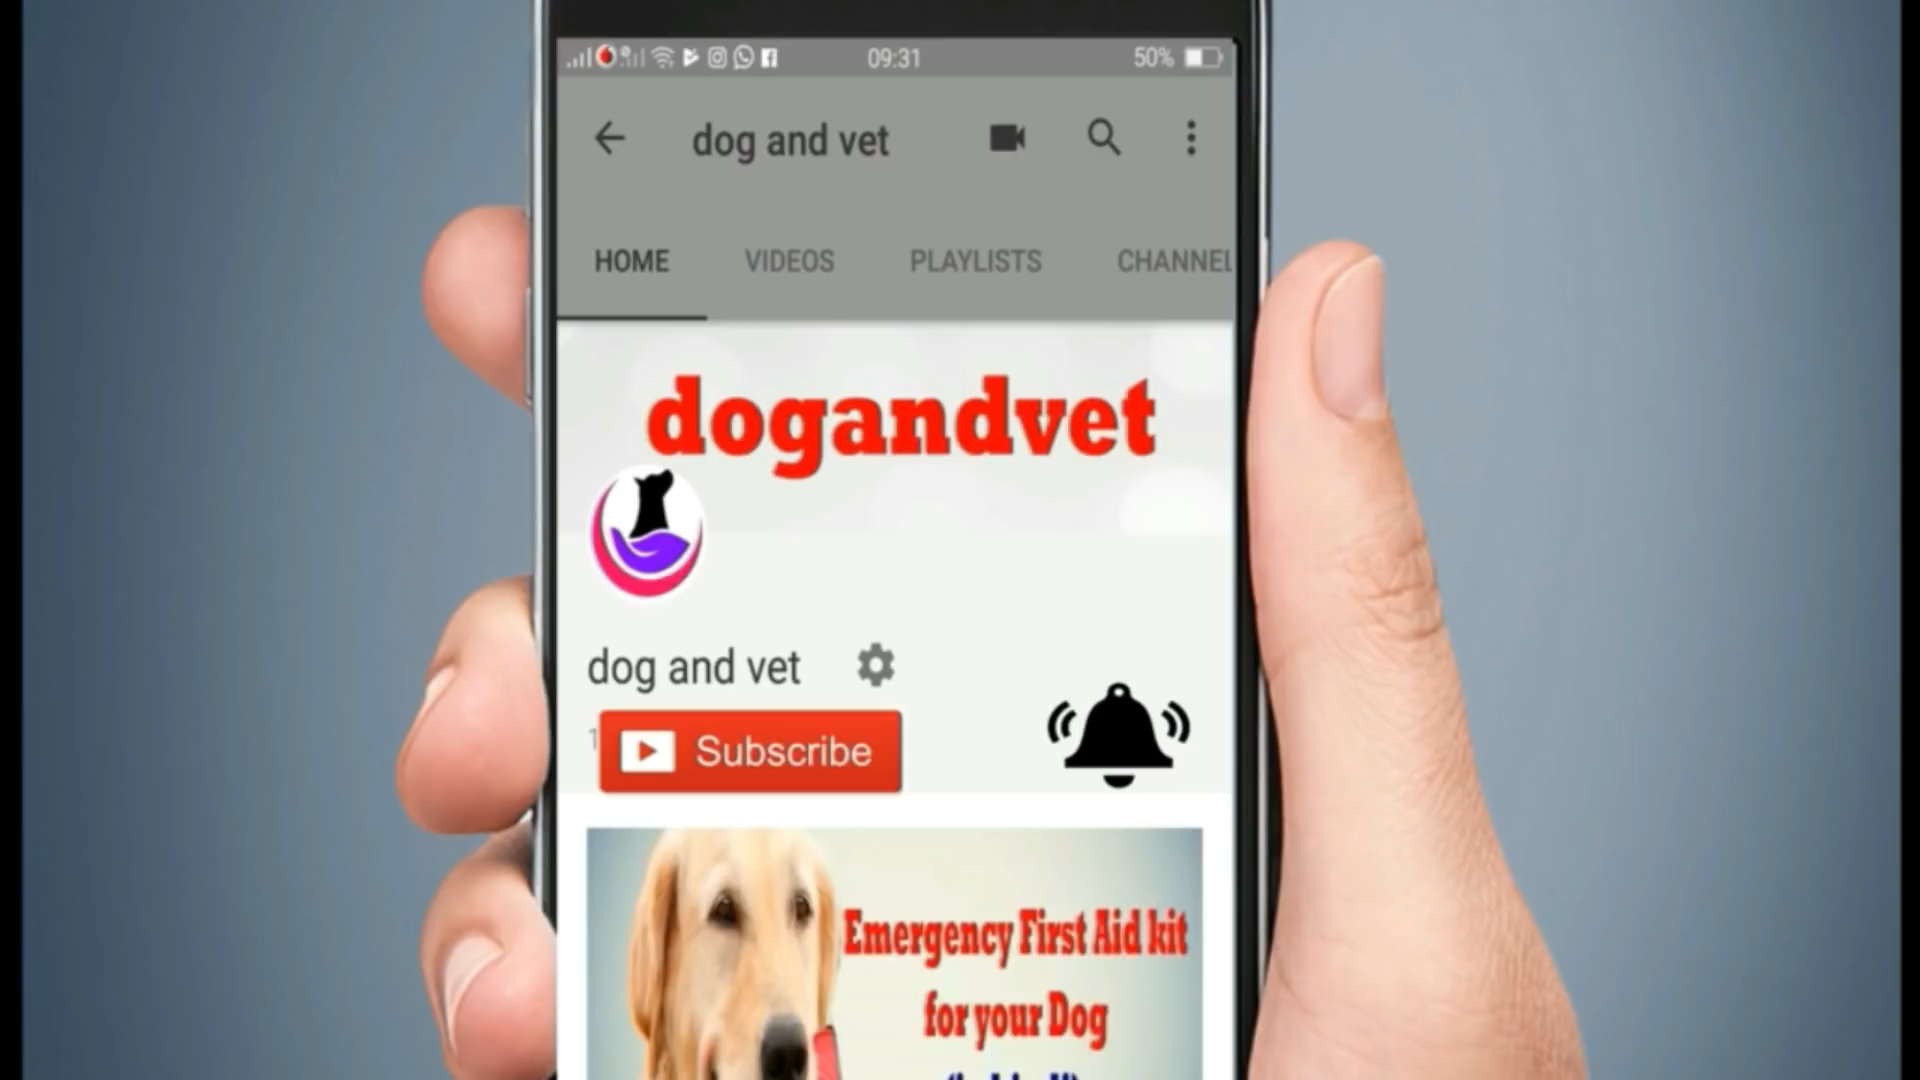 09:31 50%
dog and vet
HOME VIDEOS PLAYLISTS CHANNEL
dogandvet
dog and vet
Subscribe
Emergency First Aid kit
for your Dog